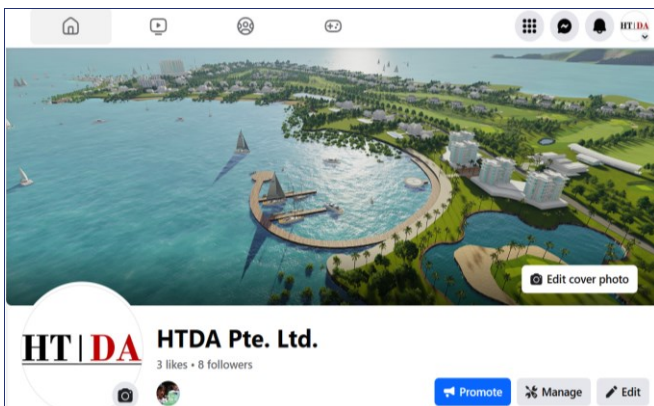 HT|DA
Edit cover photo
HT|DA
HTDA Pte. Ltd.
3 likes • 8 followers
Promote
Manage
Edit